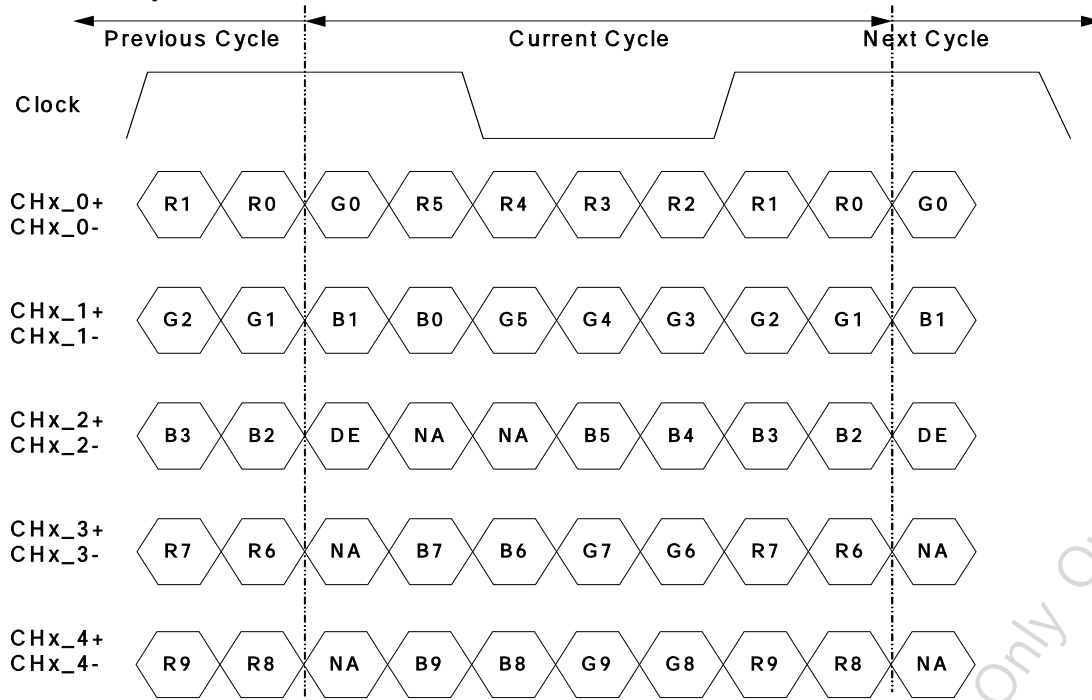 Previous Cycle Current Cycle Next Cycle
Clock
CHx_0+
CHx_0-
R1 R0 G0 R5 R4 R3 R2 R1 R0 G0
CHx_1+
CHx_1-
G2 G1 B1 B0 G5 G4 G3 G2 G1 B1
CHx_2+
CHx_2-
B3 B2 DE NA NA B5 B4 B3 B2 DE
CHx_3+
CHx_3-
R7 R6 NA B7 B6 G7 G6 R7 R6 NA
CHx_4+
CHx_4-
R9 R8 NA B9 B8 G9 G8 R9 R8 NA
Only